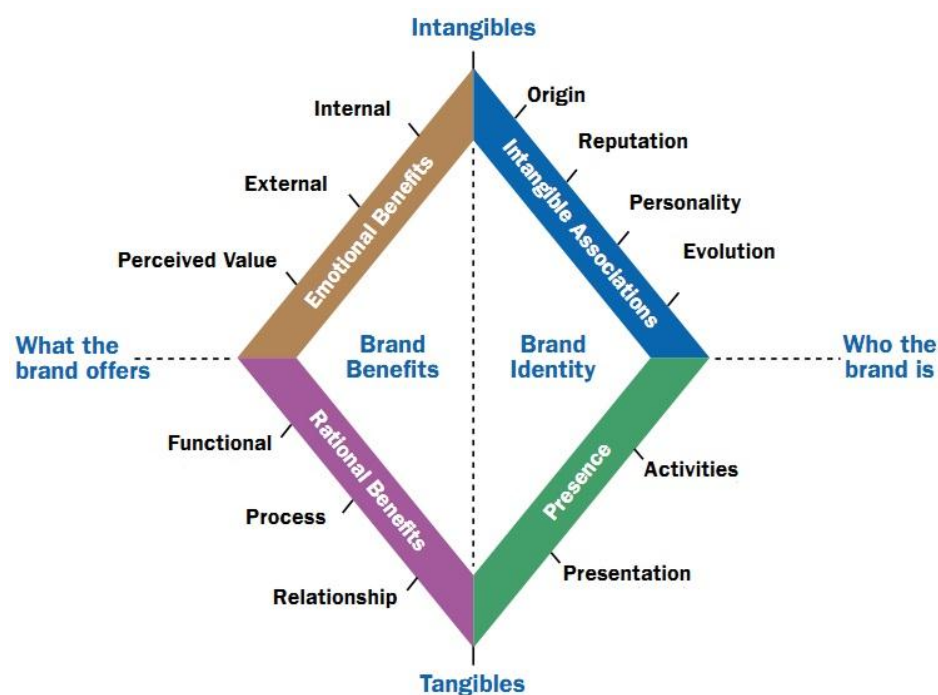 Intangibles
Internal
External
Perceived Value
Emotional Benefits
Origin
Reputation
Personality
Evolution
Intangible Associations
What the
brand offers
Brand
Benefits
Brand
Identity
Who the
brand is
Functional
Process
Relationship
Rational Benefits
Activities
Presentation
Presence
Tangibles